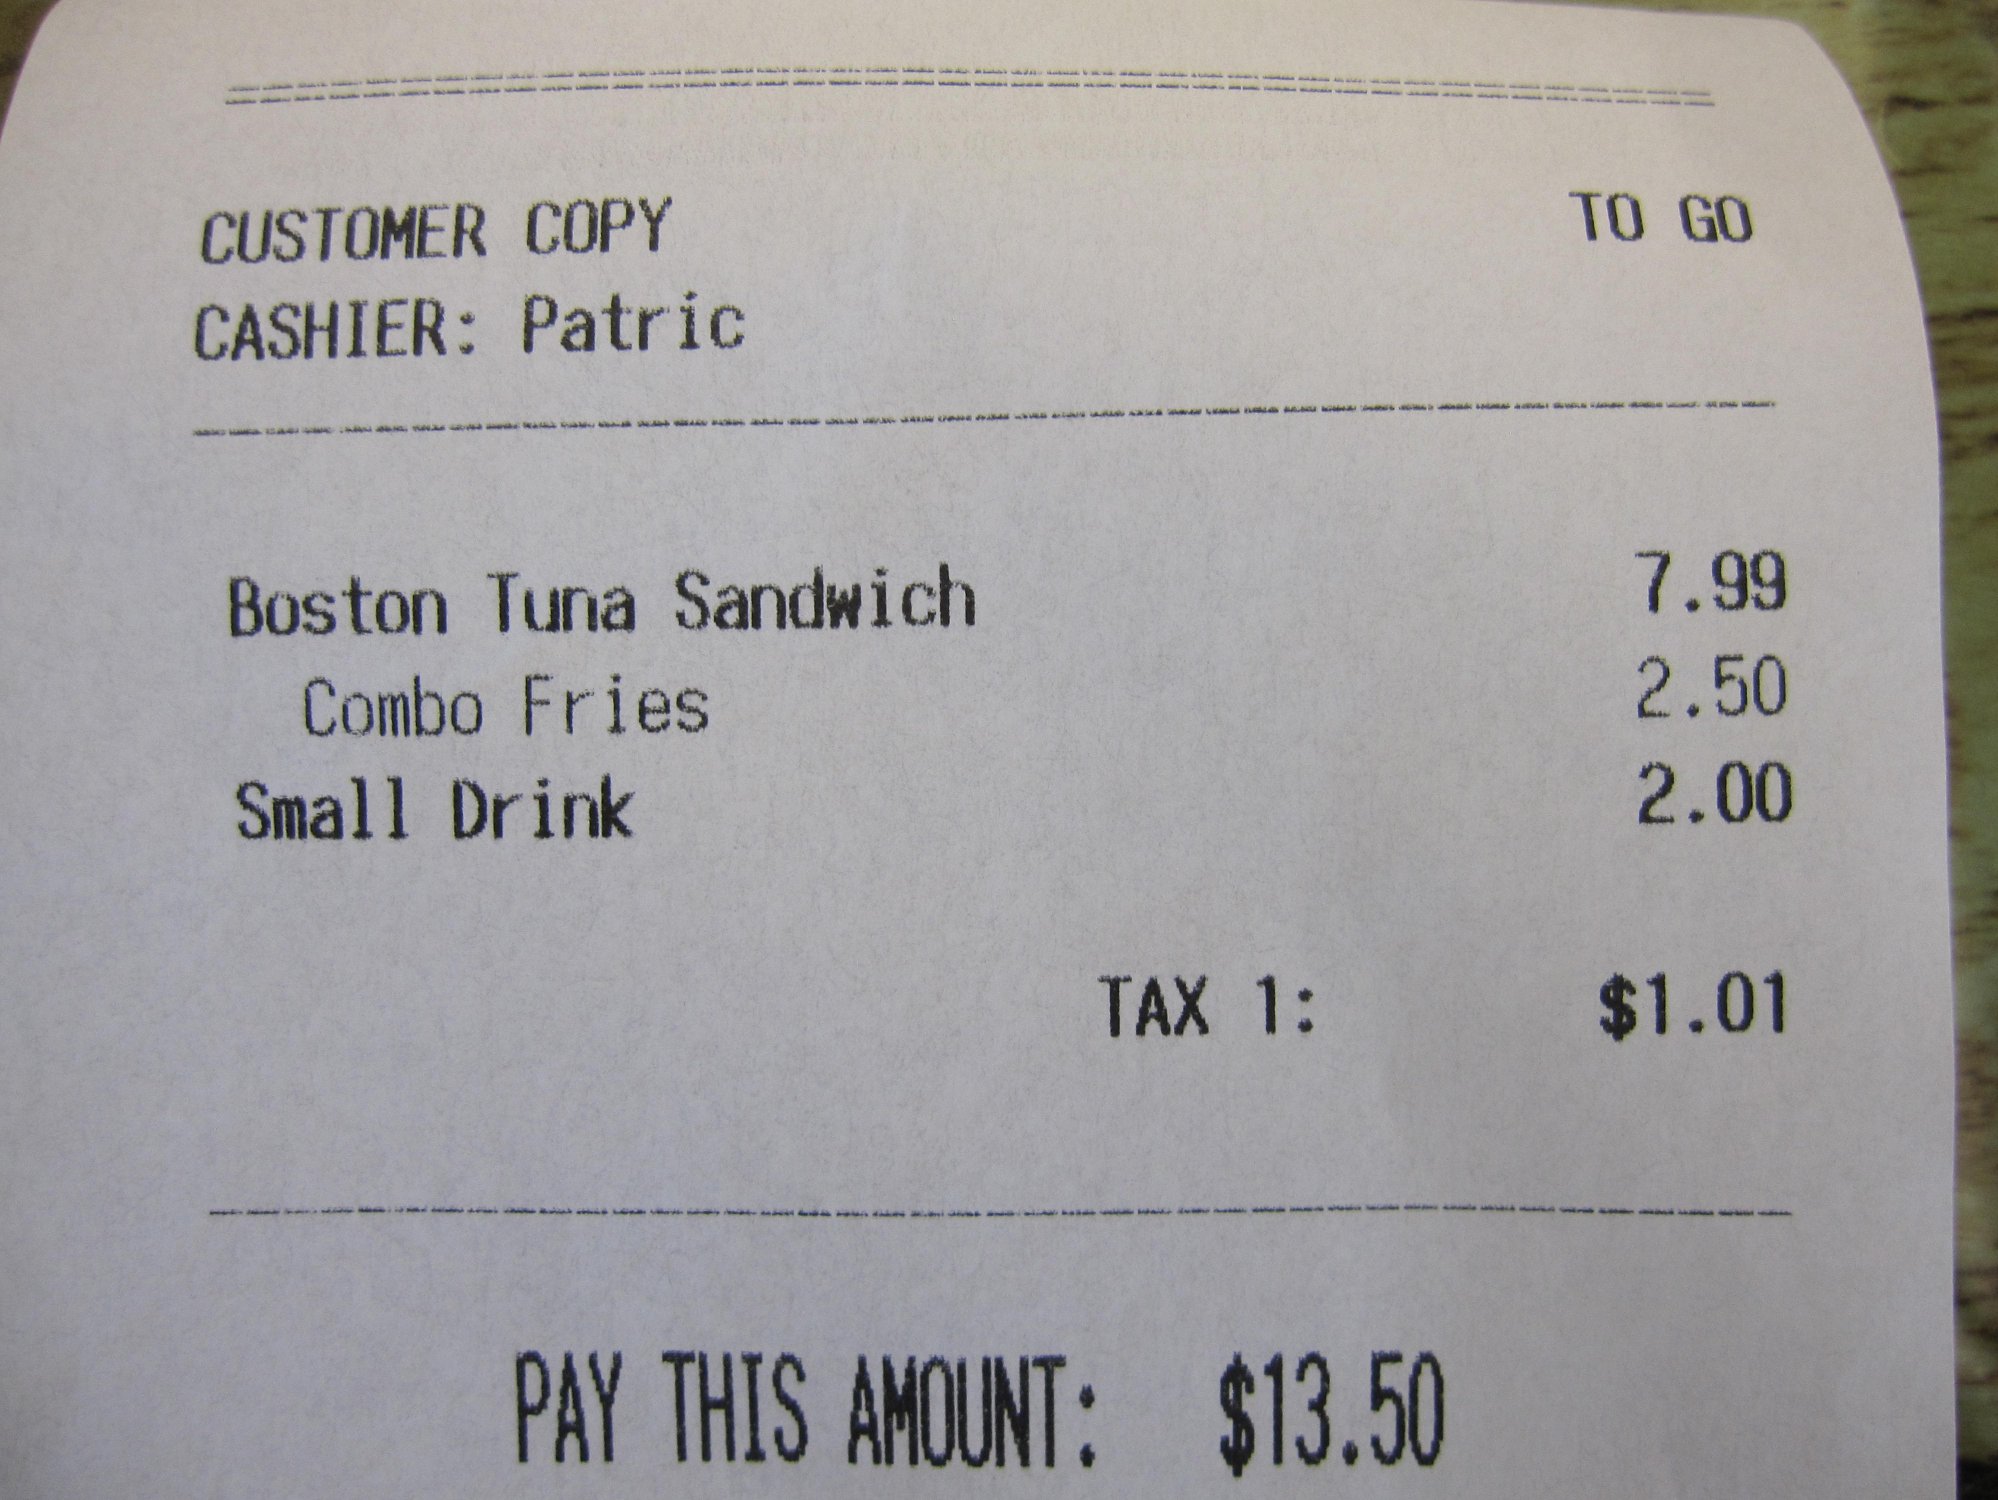 CUSTOMER COPY TO GO
CASHIER: Patric
Boston Tuna Sandwich 7.99
Combo Fries 2.50
Small Drink 2.00
TAX 1: $1.01
PAY THIS AMOUNT: $13.50